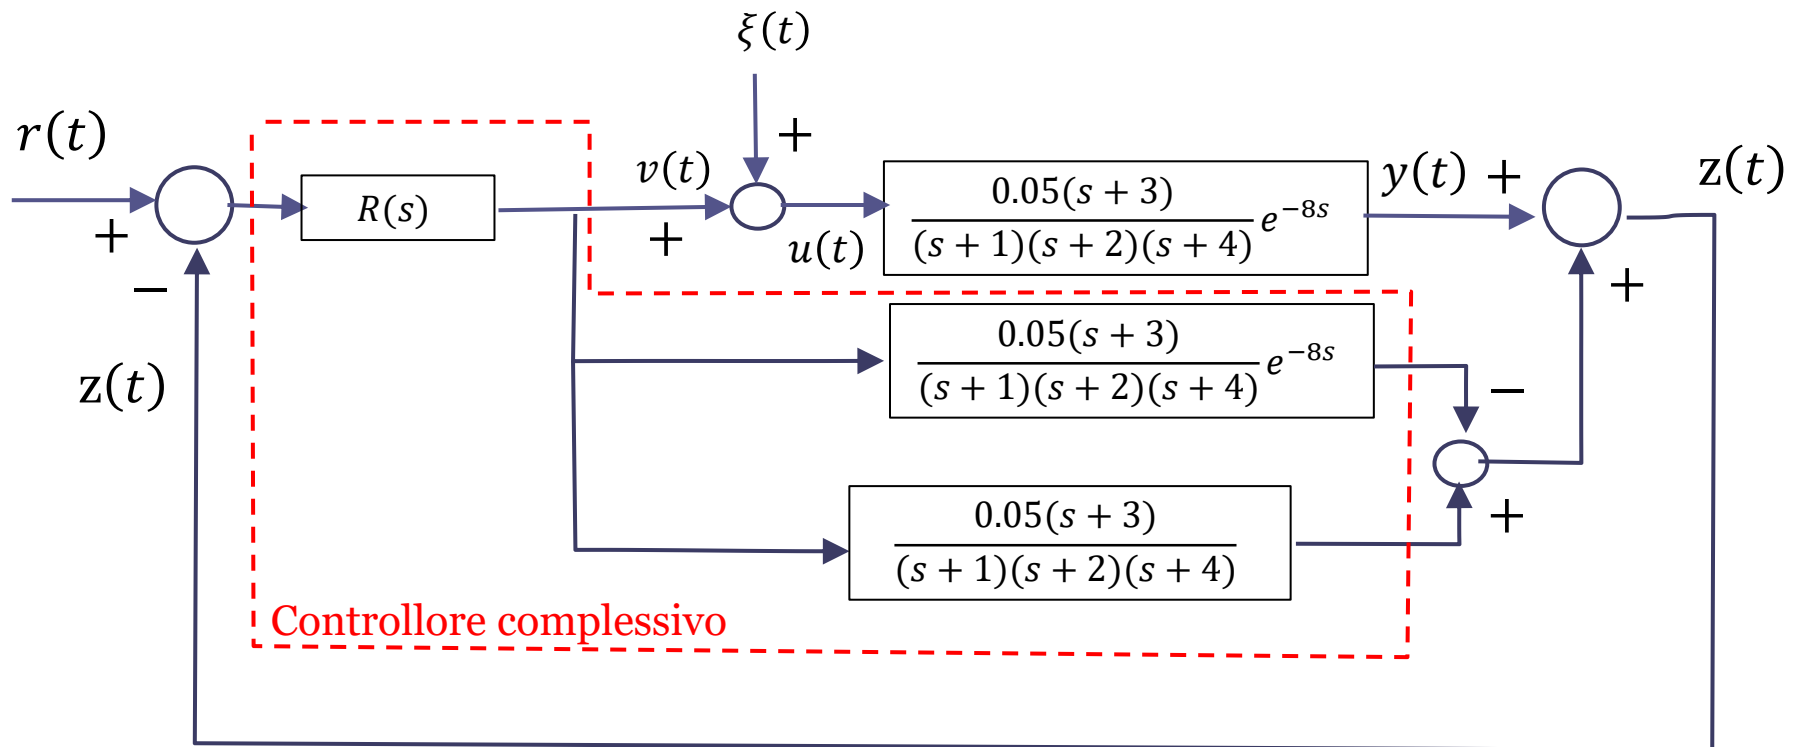 ξ(t)
+
r(t)
+
−
R(s)
v(t)
+
u(t)
0.05(s + 3)
(s + 1)(s + 2)(s + 4) e^{−8s}
y(t)
+
z(t)
+
z(t)
0.05(s + 3)
(s + 1)(s + 2)(s + 4) e^{−8s}
−
0.05(s + 3)
(s + 1)(s + 2)(s + 4)
+
Controllore complessivo